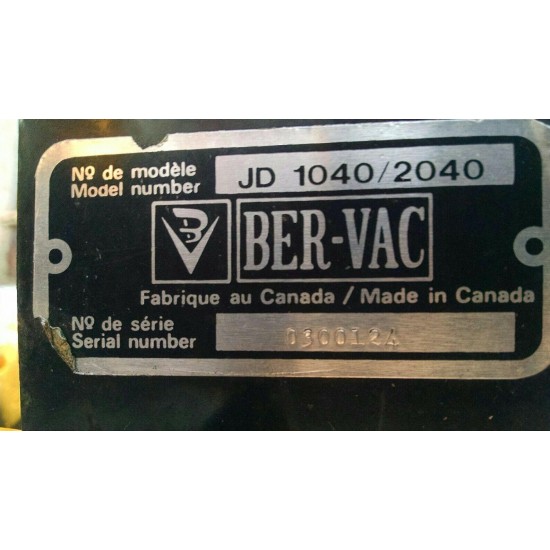 Nº de modèle
Model number
JD 1040/2040
BV
BER-VAC
Fabrique au Canada / Made in Canada
Nº de série
Serial number
0300124